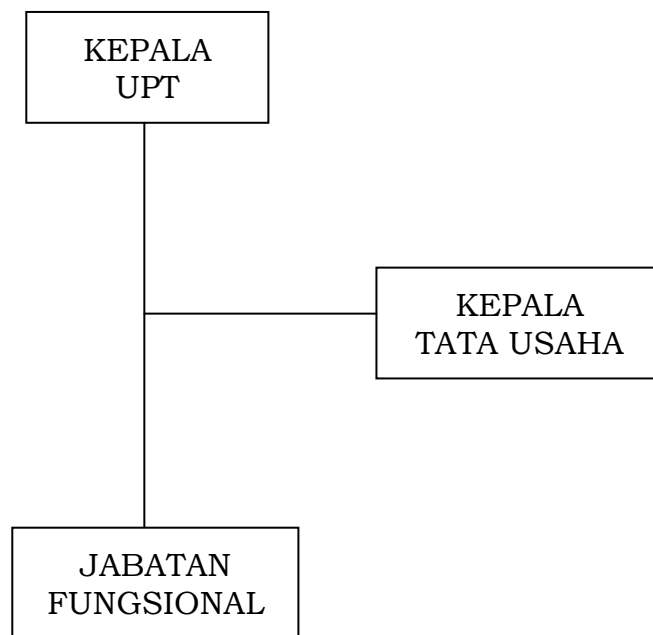 KEPALA
UPT
KEPALA
TATA USAHA
JABATAN
FUNGSIONAL